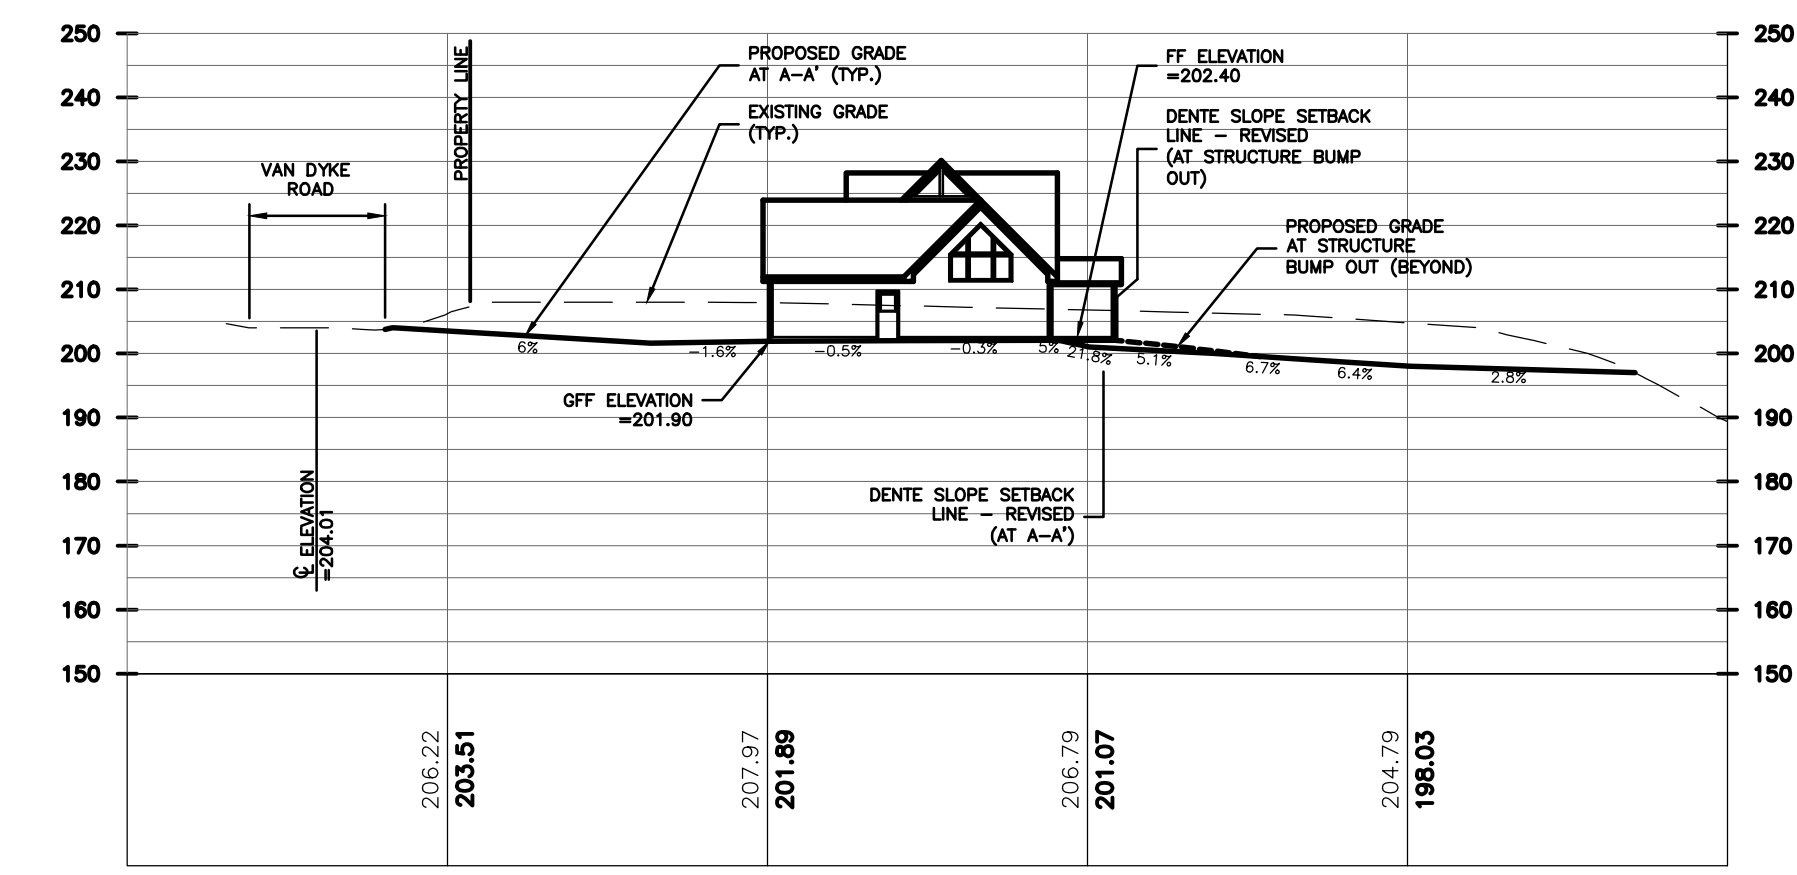 250
240
230
220
210
200
190
180
170
160
150
250
240
230
220
210
200
190
180
170
160
150
VAN DYKE
ROAD
PROPERTY LINE
PROPOSED GRADE
AT A-A' (TYP.)
EXISTING GRADE
(TYP.)
FF ELEVATION
=202.40
DENTE SLOPE SETBACK
LINE - REVISED
(AT STRUCTURE BUMP
OUT)
PROPOSED GRADE
AT STRUCTURE
BUMP OUT (BEYOND)
6%
-1.6%
-0.5%
-0.3%
5%
21.8%
5.1%
6.7%
6.4%
2.8%
GFF ELEVATION
=201.90
℄ ELEVATION
=204.01
DENTE SLOPE SETBACK
LINE - REVISED
(AT A-A')
206.22
203.51
207.97
201.89
206.79
201.07
204.79
198.03